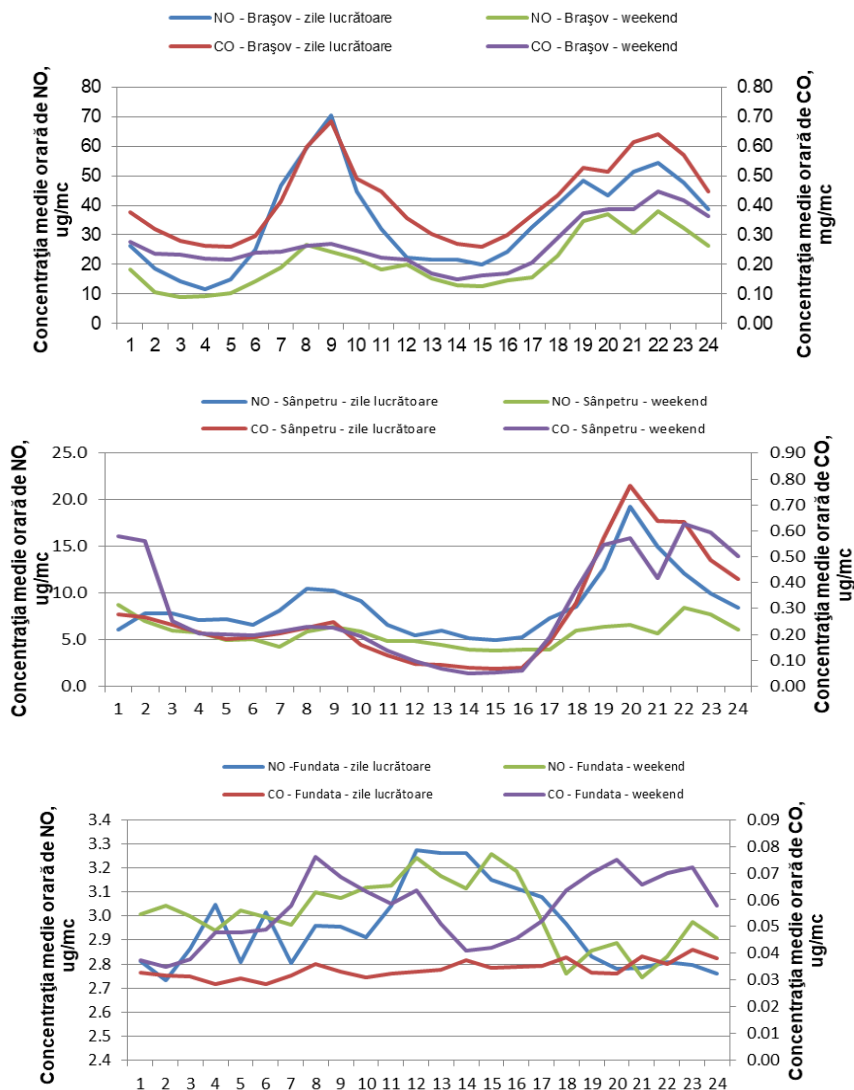 NO - Braşov - zile lucrătoare
NO - Braşov - weekend
CO - Braşov - zile lucrătoare
CO - Braşov - weekend
Concentraţia medie orară de NO,
ug/mc
80
70
60
50
40
30
20
10
0
0.80
0.70
0.60
0.50
0.40
0.30
0.20
0.10
0.00
Concentraţia medie orară de CO,
mg/mc
1 2 3 4 5 6 7 8 9 10 11 12 13 14 15 16 17 18 19 20 21 22 23 24
NO - Sânpetru - zile lucrătoare
NO - Sânpetru - weekend
CO - Sânpetru - zile lucrătoare
CO - Sânpetru - weekend
Concentraţia medie orară de NO,
ug/mc
25.0
20.0
15.0
10.0
5.0
0.0
0.90
0.80
0.70
0.60
0.50
0.40
0.30
0.20
0.10
0.00
Concentraţia medie orară de CO,
ug/mc
1 2 3 4 5 6 7 8 9 10 11 12 13 14 15 16 17 18 19 20 21 22 23 24
NO -Fundata - zile lucrătoare
NO - Fundata - weekend
CO - Fundata - zile lucrătoare
CO - Fundata - weekend
Concentraţia medie orară de NO,
ug/mc
3.4
3.3
3.2
3.1
3.0
2.9
2.8
2.7
2.6
2.5
2.4
0.09
0.08
0.07
0.06
0.05
0.04
0.03
0.02
0.01
0.00
Concentraţia medie orară de CO,
ug/mc
1 2 3 4 5 6 7 8 9 10 11 12 13 14 15 16 17 18 19 20 21 22 23 24